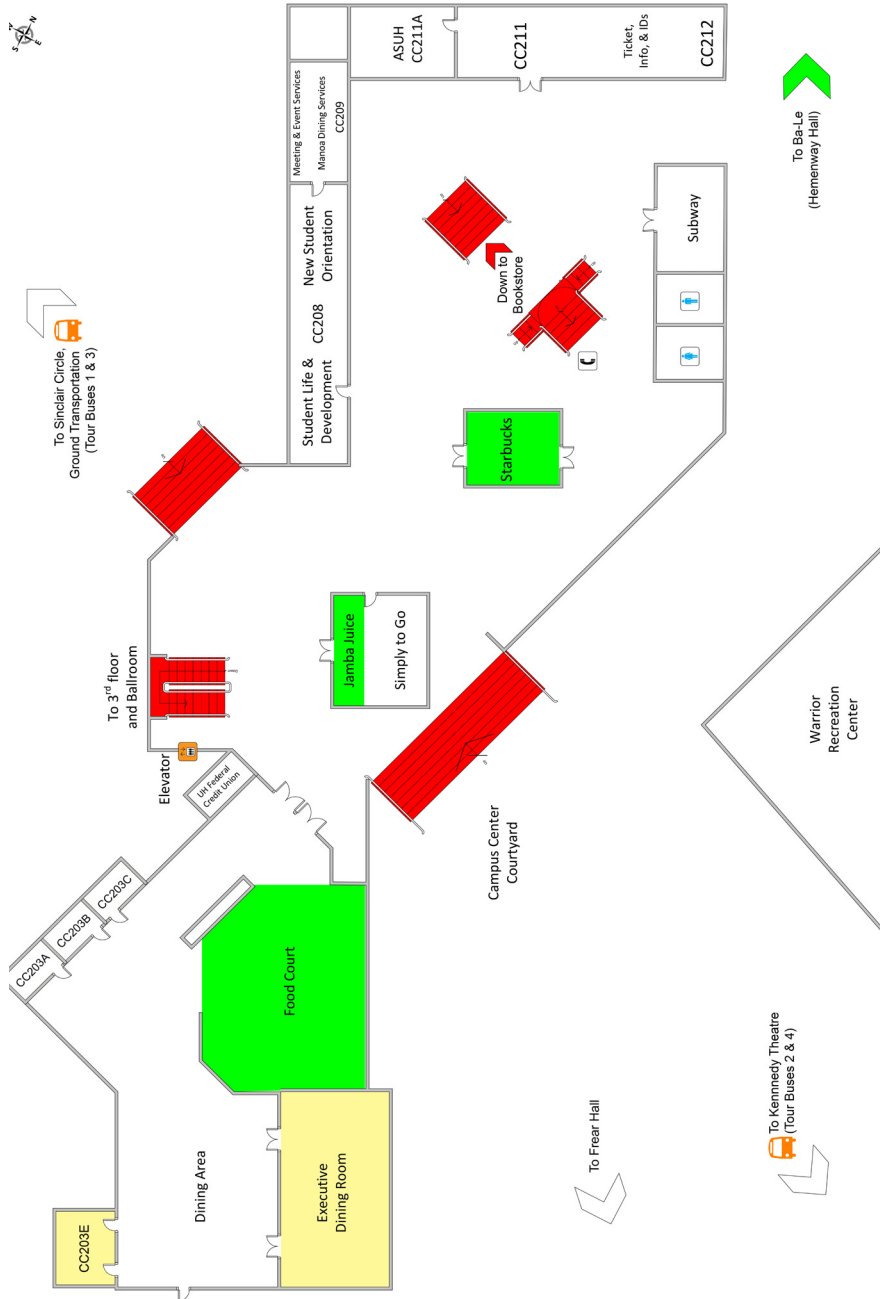 N
S
E
ASUH
CC211A
CC211
Ticket,
Info, & IDs
CC212
Meeting & Event Services
Manoa Dining Services
CC209
New Student
Orientation
CC208
Student Life &
Development
To Sinclair Circle,
Ground Transportation
(Tour Buses 1 & 3)
To Ba-Le
(Hemenway Hall)
Subway
Down to
Bookstore
Starbucks
Jamba Juice
Simply to Go
To 3rd floor
and Ballroom
Elevator
UH Federal
Credit Union
CC203C
CC203B
CC203A
Food Court
Campus Center
Courtyard
Warrior
Recreation
Center
Dining Area
Executive
Dining Room
CC203E
To Frear Hall
To Kennnedy Theatre
(Tour Buses 2 & 4)